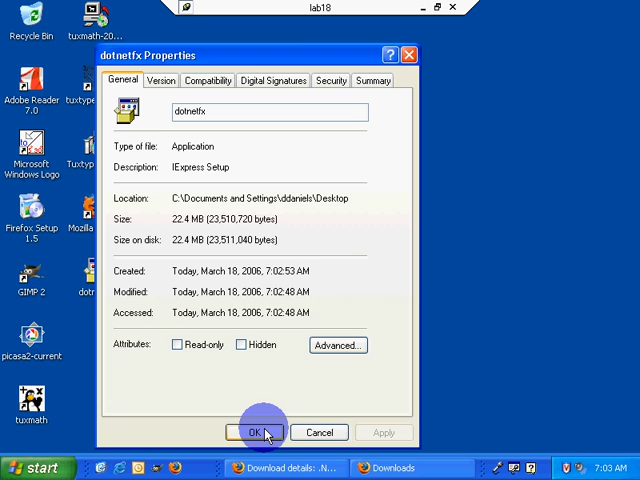 lab18
Recycle Bin
tuxmath-20...
Adobe Reader
7.0
tuxtype
Microsoft
Windows Logo
Tuxt
Firefox Setup
1.5
Mozilla
GIMP 2
dotn
picasa2-current
tuxmath
dotnetfx Properties
General
Version
Compatibility
Digital Signatures
Security
Summary
dotnetfx
Type of file: Application
Description: IExpress Setup
Location: C:\Documents and Settings\ddaniels\Desktop
Size: 22.4 MB (23,510,720 bytes)
Size on disk: 22.4 MB (23,511,040 bytes)
Created: Today, March 18, 2006, 7:02:53 AM
Modified: Today, March 18, 2006, 7:02:48 AM
Accessed: Today, March 18, 2006, 7:02:48 AM
Attributes: Read-only Hidden Advanced...
OK Cancel Apply
start
Download details: .N...
Downloads
7:03 AM